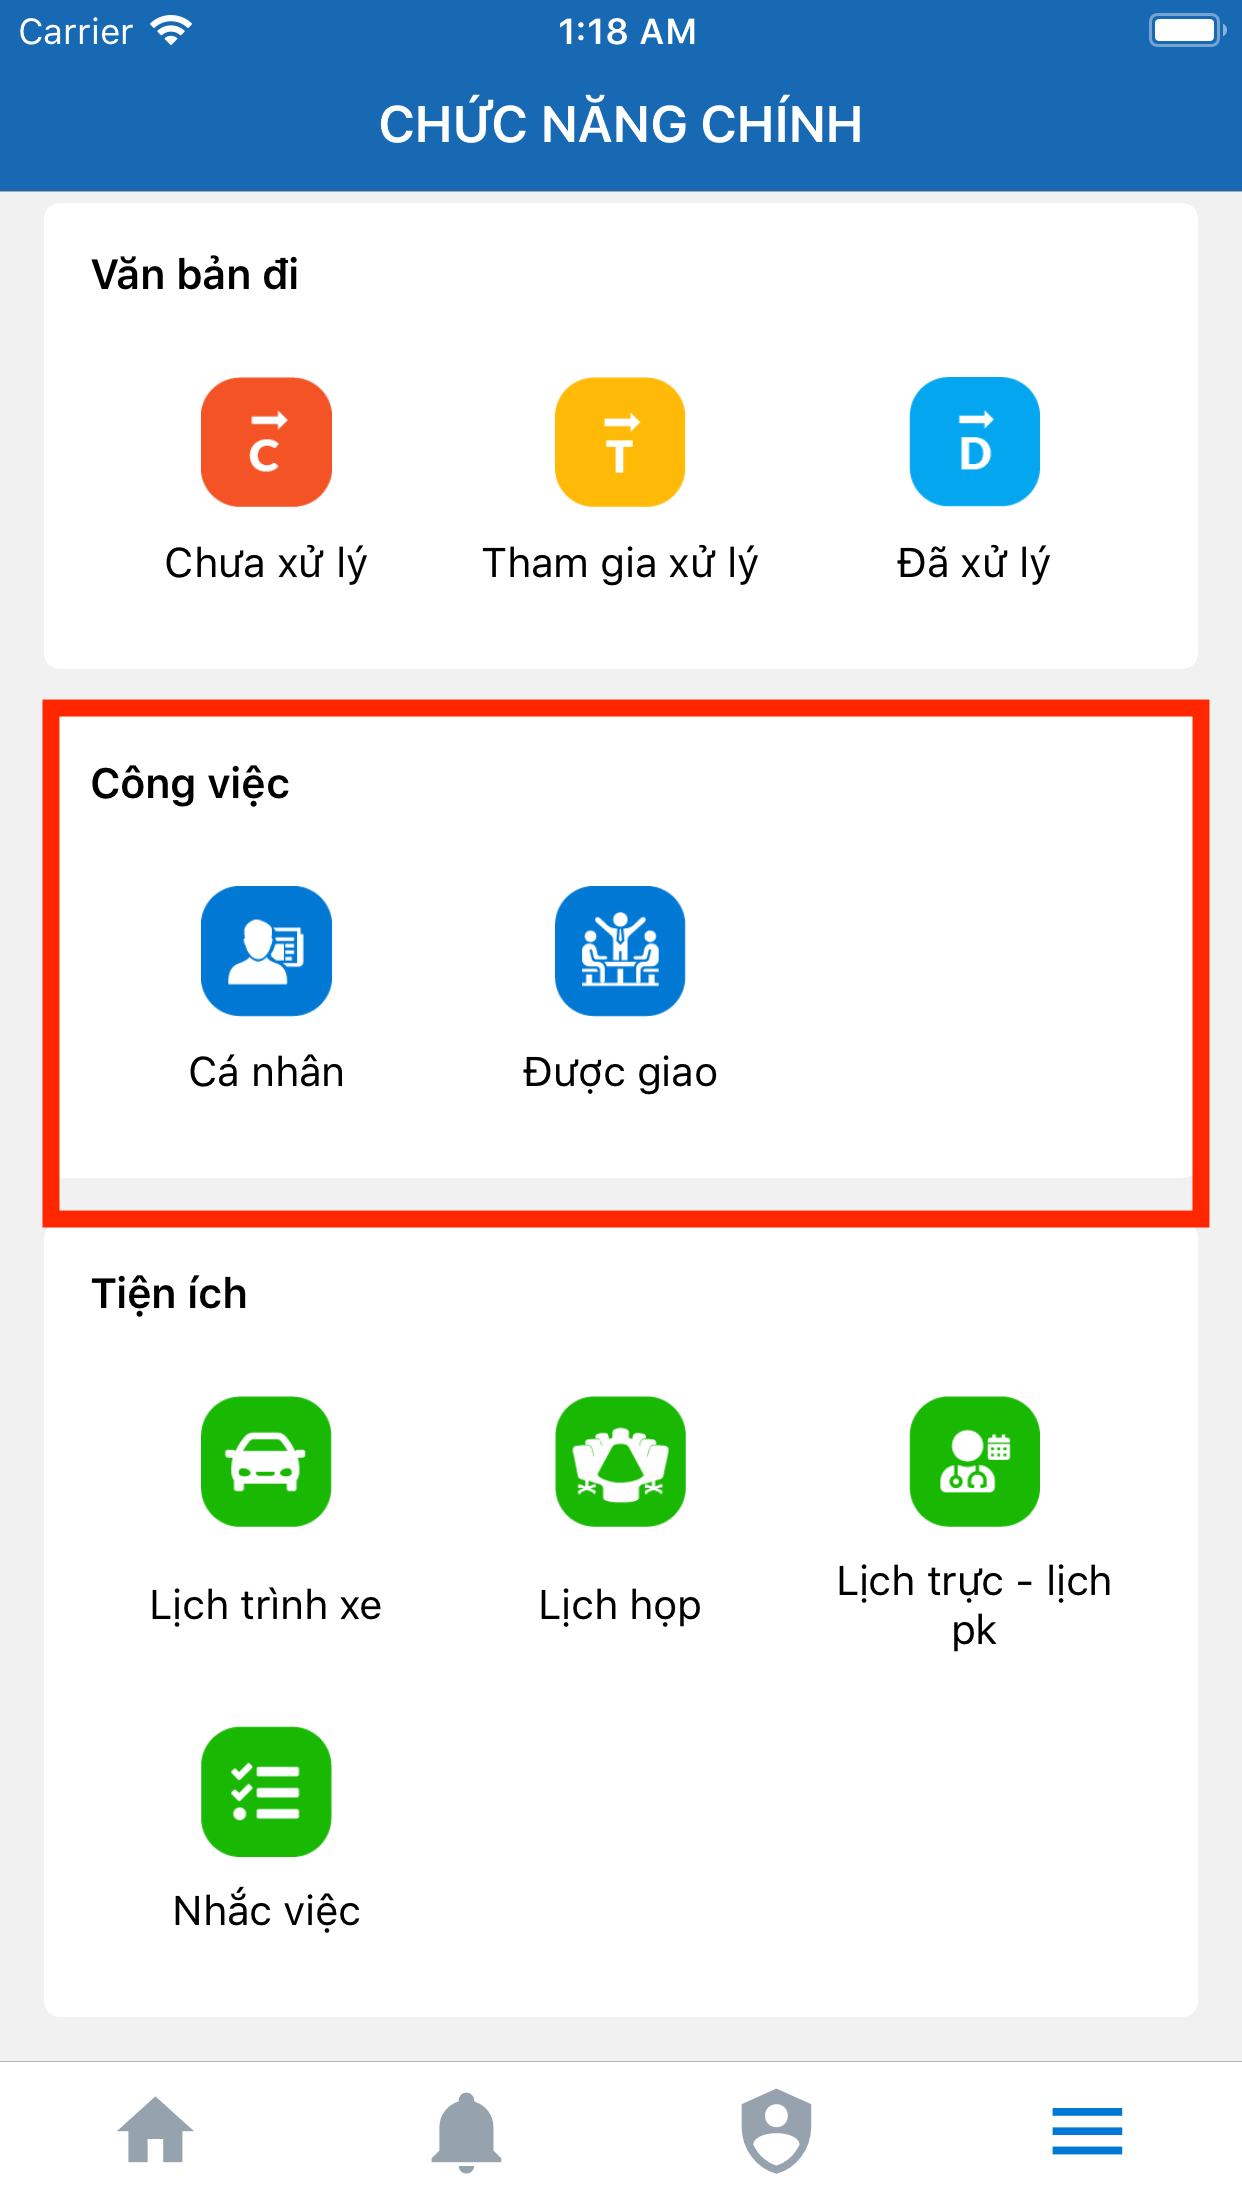 Carrier 1:18 AM
CHỨC NĂNG CHÍNH
Văn bản đi
C T D
Chưa xử lý Tham gia xử lý Đã xử lý
Công việc
Cá nhân Được giao
Tiện ích
Lịch trình xe Lịch họp Lịch trực - lịch
pk
Nhắc việc